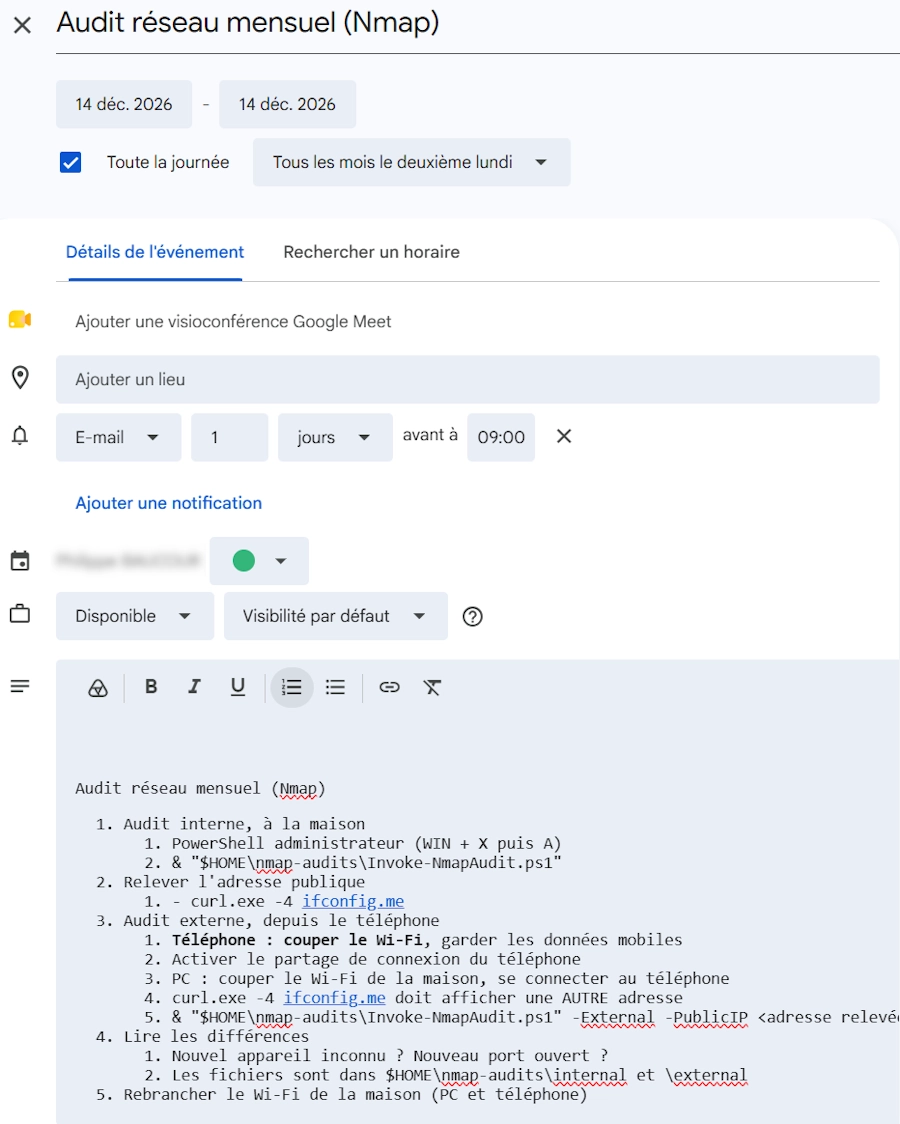 Audit réseau mensuel (Nmap)
14 déc. 2026 - 14 déc. 2026
Toute la journée Tous les mois le deuxième lundi
Détails de l'événement Rechercher un horaire
Ajouter une visioconférence Google Meet
Ajouter un lieu
E-mail 1 jours avant à 09:00
Ajouter une notification
Disponible Visibilité par défaut
B I U
Audit réseau mensuel (Nmap)
1. Audit interne, à la maison
1. PowerShell administrateur (WIN + X puis A)
2. & "$HOME\nmap-audits\Invoke-NmapAudit.ps1"
2. Relever l'adresse publique
1. - curl.exe -4 ifconfig.me
3. Audit externe, depuis le téléphone
1. Téléphone : couper le Wi-Fi, garder les données mobiles
2. Activer le partage de connexion du téléphone
3. PC : couper le Wi-Fi de la maison, se connecter au téléphone
4. curl.exe -4 ifconfig.me doit afficher une AUTRE adresse
5. & "$HOME\nmap-audits\Invoke-NmapAudit.ps1" -External -PublicIP <adresse relevé
4. Lire les différences
1. Nouvel appareil inconnu ? Nouveau port ouvert ?
2. Les fichiers sont dans $HOME\nmap-audits\internal et \external
5. Rebrancher le Wi-Fi de la maison (PC et téléphone)